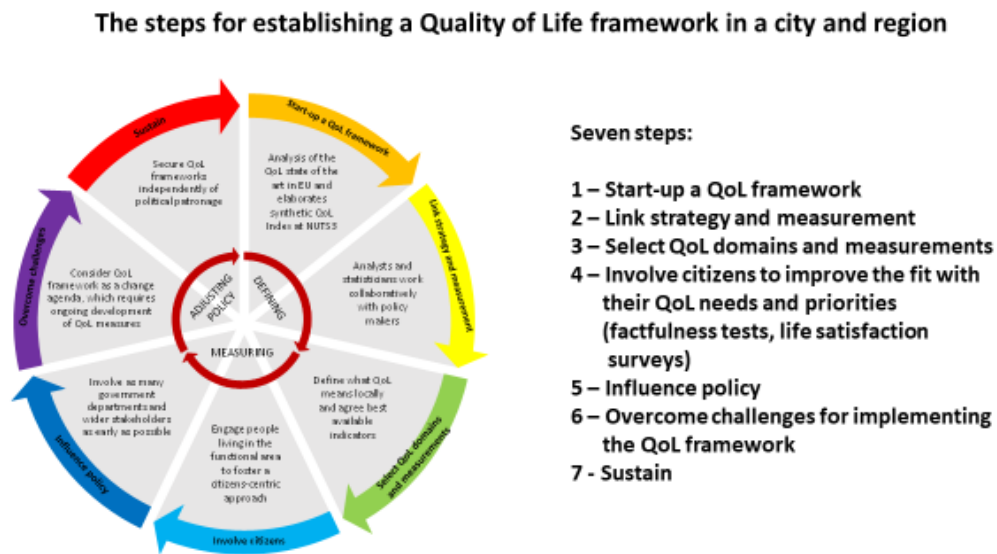 The steps for establishing a Quality of Life framework in a city and region
Start-up a QoL framework
Analysis of the
QoL state of the
art in EU and
elaborates
synthetic QoL
Index at NUTS3
Link strategy and measurement
Analysts and
statisticians work
collaboratively
with policy
makers
Select QoL domains
and measurements
Define what QoL
means locally
and agree best
available
indicators
Involve citizens
Engage people
living in the
functional area
to foster a
citizens-centric
approach
Influence policy
Involve as many
government
departments and
wider stakeholders
as early as possible
Overcome challenges
Consider QoL
framework as a change
agenda, which requires
ongoing development
of QoL measures
Sustain
Secure QoL
frameworks
independently of
political patronage
DEFINING
MEASURING
ADJUSTING
POLICY
Seven steps:
1 – Start-up a QoL framework
2 – Link strategy and measurement
3 – Select QoL domains and measurements
4 – Involve citizens to improve the fit with
their QoL needs and priorities
(factfulness tests, life satisfaction
surveys)
5 – Influence policy
6 – Overcome challenges for implementing
the QoL framework
7 - Sustain